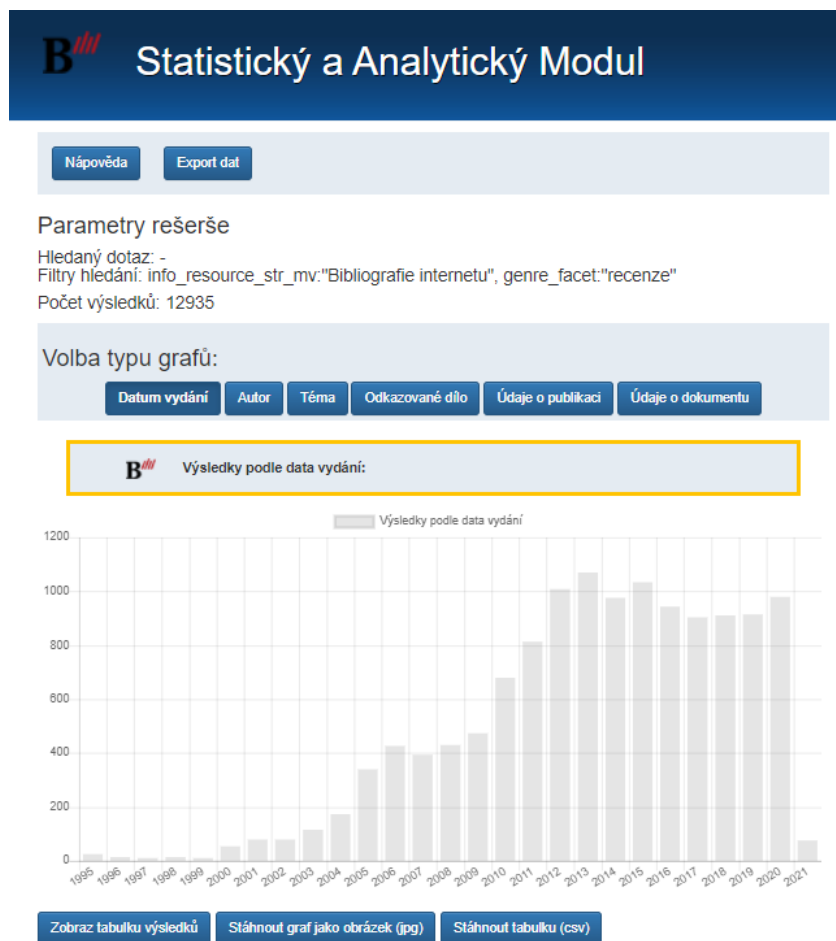 B
Statistický a Analytický Modul
Nápověda
Export dat
Parametry rešerše
Hledaný dotaz: -
Filtry hledání: info_resource_str_mv:"Bibliografie internetu", genre_facet:"recenze"
Počet výsledků: 12935
Volba typu grafů:
Datum vydání
Autor
Téma
Odkazované dílo
Údaje o publikaci
Údaje o dokumentu
B
Výsledky podle data vydání:
Výsledky podle data vydání
1200
1000
800
600
400
200
0
1995 1996 1997 1998 1999 2000 2001 2002 2003 2004 2005 2006 2007 2008 2009 2010 2011 2012 2013 2014 2015 2016 2017 2018 2019 2020 2021
Zobraz tabulku výsledků
Stáhnout graf jako obrázek (jpg)
Stáhnout tabulku (csv)